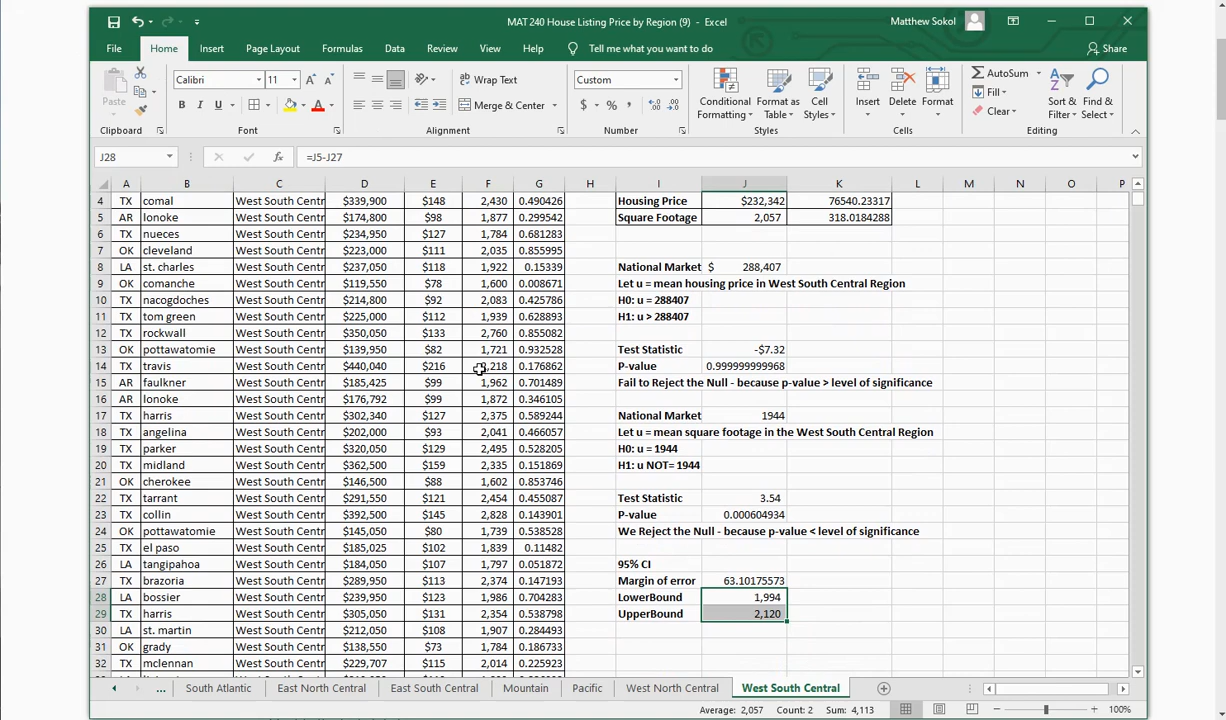 MAT 240 House Listing Price by Region (9) - Excel
Matthew Sokol
File Home Insert Page Layout Formulas Data Review View Help Tell me what you want to do Share
Calibri 11 Wrap Text Custom AutoSum
Paste Merge & Center Conditional Formatting Format as Table Cell Styles Insert Delete Format Fill Clear Sort & Filter Find & Select
Clipboard Font Alignment Number Styles Cells Editing
J28 =J5-J27
A B C D E F G H I J K L M N O P
4 TX comal West South Centr $339,900 $148 2,430 0.490426 Housing Price $232,342 76540.23317
5 AR lonoke West South Centr $174,800 $98 1,877 0.299542 Square Footage 2,057 318.0184288
6 TX nueces West South Centr $234,950 $127 1,784 0.681283
7 OK cleveland West South Centr $223,000 $111 2,035 0.855995
8 LA st. charles West South Centr $237,050 $118 1,922 0.15339 National Market $ 288,407
9 OK comanche West South Centr $119,550 $78 1,600 0.008671 Let u = mean housing price in West South Central Region
10 TX nacogdoches West South Centr $214,800 $92 2,083 0.425786 H0: u = 288407
11 TX tom green West South Centr $225,000 $112 1,939 0.628893 H1: u > 288407
12 TX rockwall West South Centr $350,050 $133 2,760 0.855082
13 OK pottawatomie West South Centr $139,950 $82 1,721 0.932528 Test Statistic -$7.32
14 TX travis West South Centr $440,040 $216 ,218 0.176862 P-value 0.999999999968
15 AR faulkner West South Centr $185,425 $99 1,962 0.701489 Fail to Reject the Null - because p-value > level of significance
16 AR lonoke West South Centr $176,792 $99 1,872 0.346105
17 TX harris West South Centr $302,340 $127 2,375 0.589244 National Market 1944
18 TX angelina West South Centr $202,000 $93 2,041 0.466057 Let u = mean square footage in the West South Central Region
19 TX parker West South Centr $320,050 $129 2,495 0.528205 H0: u = 1944
20 TX midland West South Centr $362,500 $159 2,335 0.151869 H1: u NOT= 1944
21 OK cherokee West South Centr $146,500 $88 1,602 0.853746
22 TX tarrant West South Centr $291,550 $121 2,454 0.455087 Test Statistic 3.54
23 TX collin West South Centr $392,500 $145 2,828 0.143901 P-value 0.000604934
24 OK pottawatomie West South Centr $145,050 $80 1,739 0.538528 We Reject the Null - because p-value < level of significance
25 TX el paso West South Centr $185,025 $102 1,839 0.11482
26 LA tangipahoa West South Centr $184,050 $107 1,797 0.051872 95% CI
27 TX brazoria West South Centr $289,950 $113 2,374 0.147193 Margin of error 63.10175573
28 LA bossier West South Centr $239,950 $123 1,986 0.704283 LowerBound 1,994
29 TX harris West South Centr $305,050 $131 2,354 0.538798 UpperBound 2,120
30 LA st. martin West South Centr $212,050 $108 1,907 0.284493
31 OK grady West South Centr $138,550 $73 1,784 0.186733
32 TX mclennan West South Centr $229,707 $115 2,014 0.225923
... South Atlantic East North Central East South Central Mountain Pacific West North Central West South Central
Average: 2,057 Count: 2 Sum: 4,113 100%